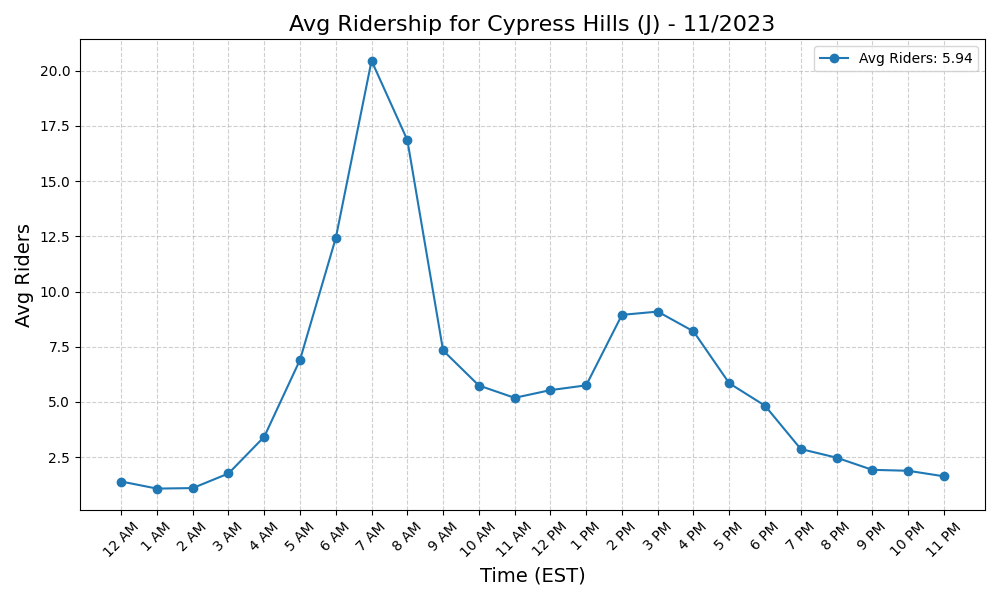 Avg Ridership for Cypress Hills (J) - 11/2023
Avg Riders: 5.94
Avg Riders
20.0
17.5
15.0
12.5
10.0
7.5
5.0
2.5
12 AM
1 AM
2 AM
3 AM
4 AM
5 AM
6 AM
7 AM
8 AM
9 AM
10 AM
11 AM
12 PM
1 PM
2 PM
3 PM
4 PM
5 PM
6 PM
7 PM
8 PM
9 PM
10 PM
11 PM
Time (EST)